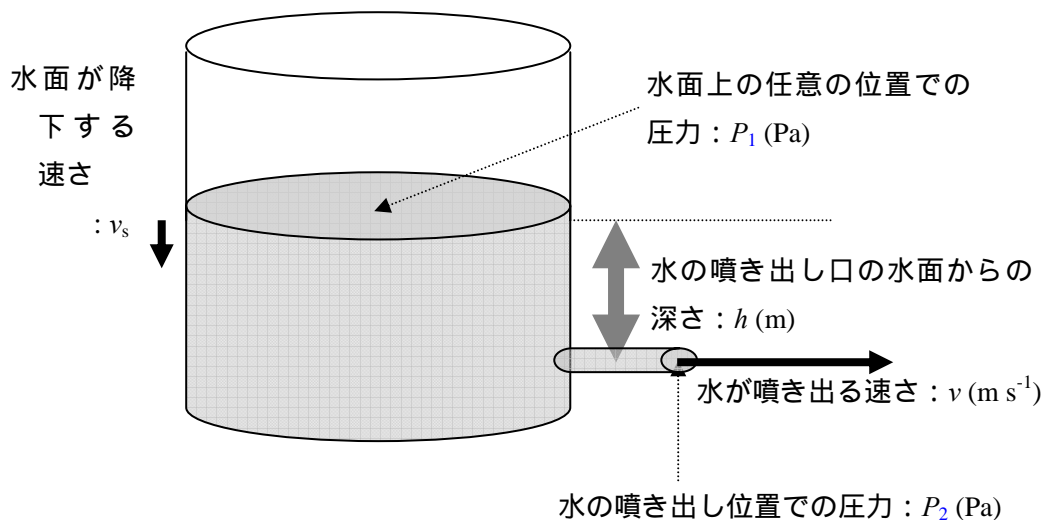 水面が降
下する
速さ
：vs
水面上の任意の位置での
圧力：P1 (Pa)
水の噴き出し口の水面からの
深さ：h (m)
水が噴き出る速さ：v (m s-1)
水の噴き出し位置での圧力：P2 (Pa)